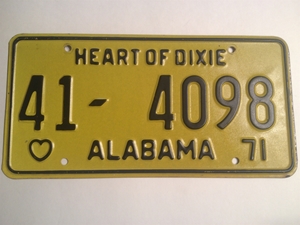 HEART OF DIXIE
41- 4098
ALABAMA 71